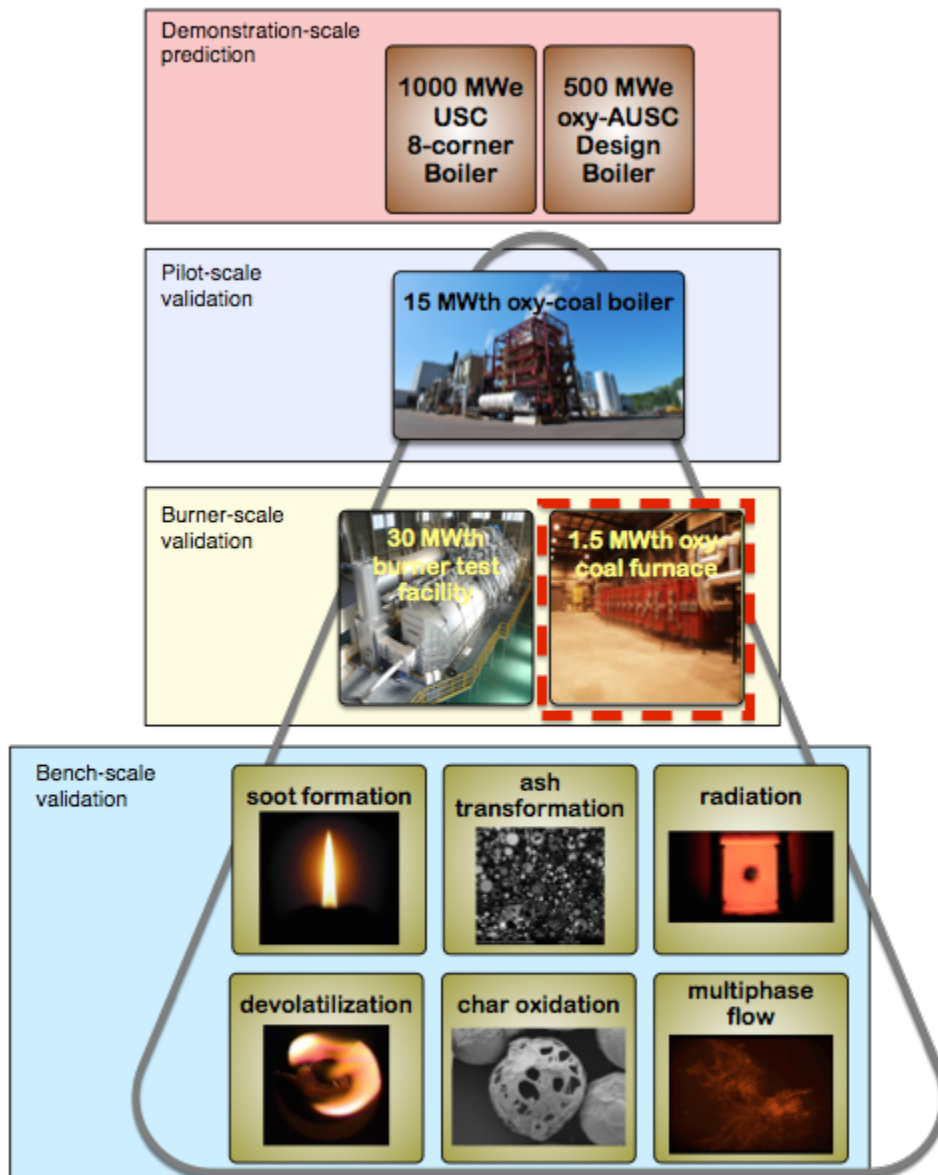 Demonstration-scale
prediction
1000 MWe
USC
8-corner
Boiler
500 MWe
oxy-AUSC
Design
Boiler
Pilot-scale
validation
15 MWth oxy-coal boiler
Burner-scale
validation
30 MWth
burner test
facility
1.5 MWth oxy-
coal furnace
Bench-scale
validation
soot formation
ash
transformation
radiation
devolatilization
char oxidation
multiphase
flow